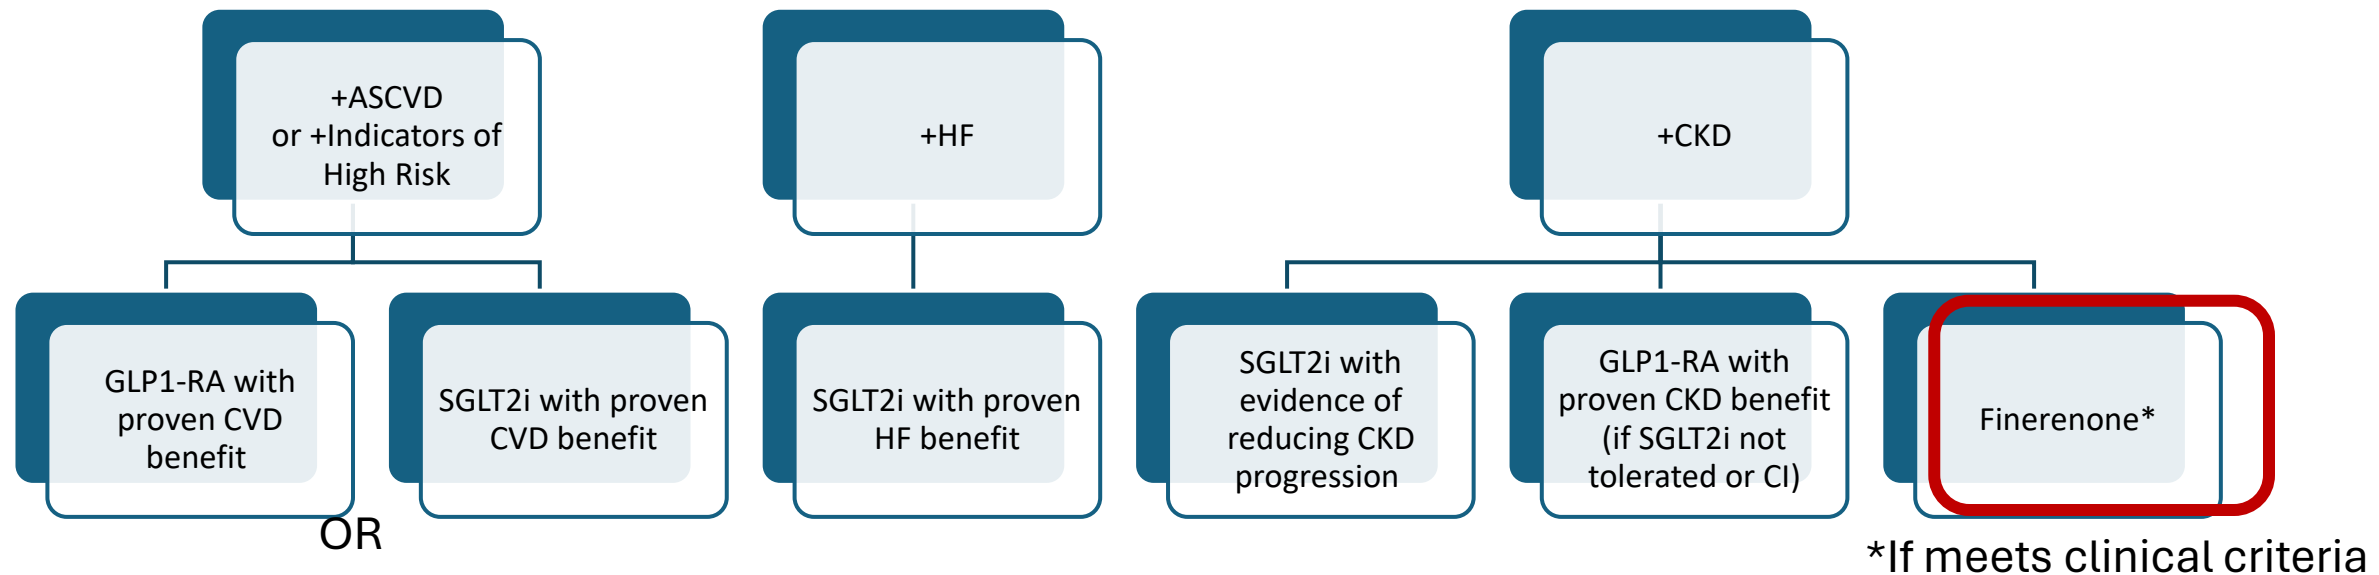 +ASCVD
or +Indicators of
High Risk
+HF
+CKD
GLP1-RA with
proven CVD
benefit
SGLT2i with proven
CVD benefit
SGLT2i with proven
HF benefit
SGLT2i with
evidence of
reducing CKD
progression
GLP1-RA with
proven CKD benefit
(if SGLT2i not
tolerated or CI)
Finerenone*
OR
*If meets clinical criteria